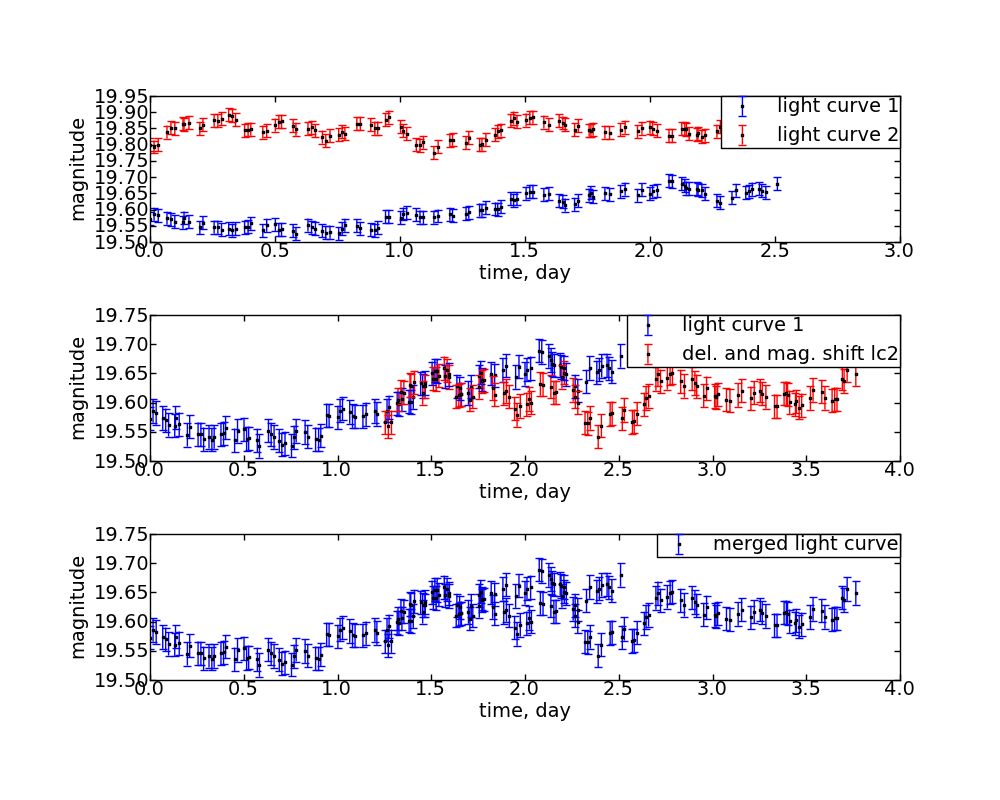 19.95
19.90
19.85
19.80
19.75
19.70
19.65
19.60
19.55
19.50
magnitude
light curve 1
light curve 2
0.0 0.5 1.0 1.5 2.0 2.5 3.0
time, day
19.75
19.70
19.65
19.60
19.55
19.50
magnitude
light curve 1
del. and mag. shift lc2
0.0 0.5 1.0 1.5 2.0 2.5 3.0 3.5 4.0
time, day
19.75
19.70
19.65
19.60
19.55
19.50
magnitude
merged light curve
0.0 0.5 1.0 1.5 2.0 2.5 3.0 3.5 4.0
time, day